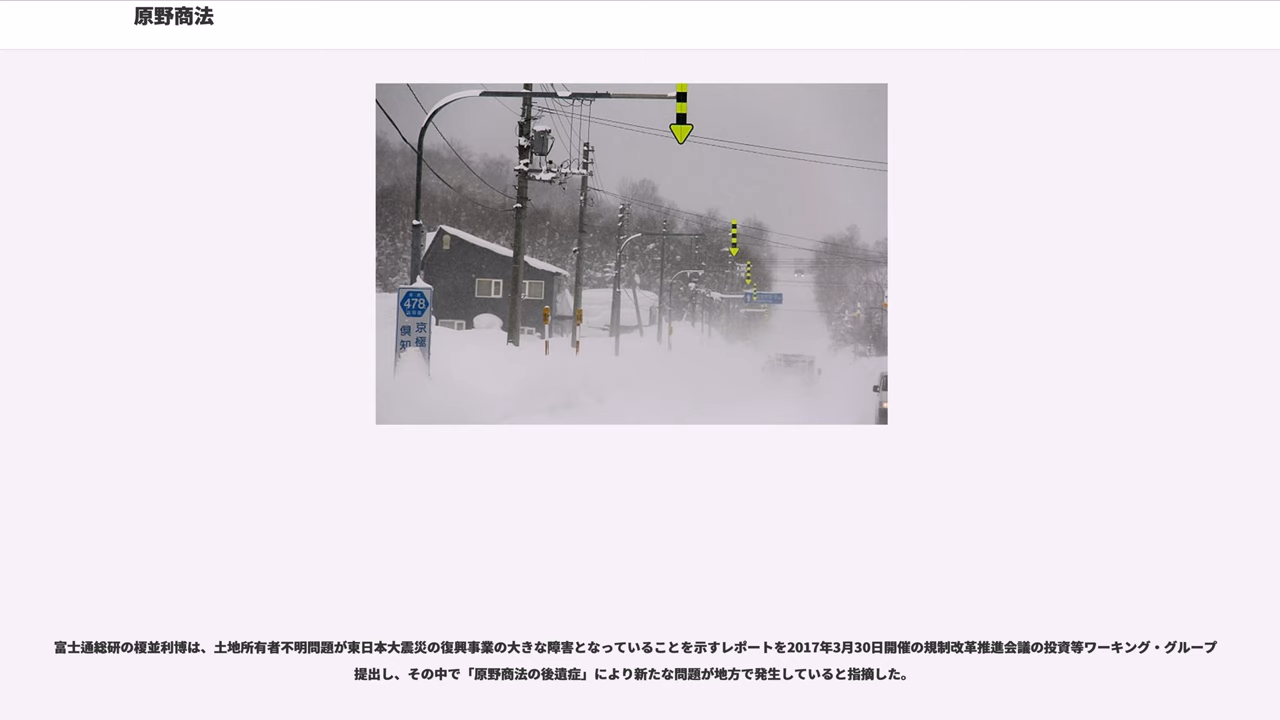 原野商法
478
京極
倶知
富士通総研の榎並利博は、土地所有者不明問題が東日本大震災の復興事業の大きな障害となっていることを示すレポートを2017年3月30日開催の規制改革推進会議の投資等ワーキング・グループ
提出し、その中で「原野商法の後遺症」により新たな問題が地方で発生していると指摘した。